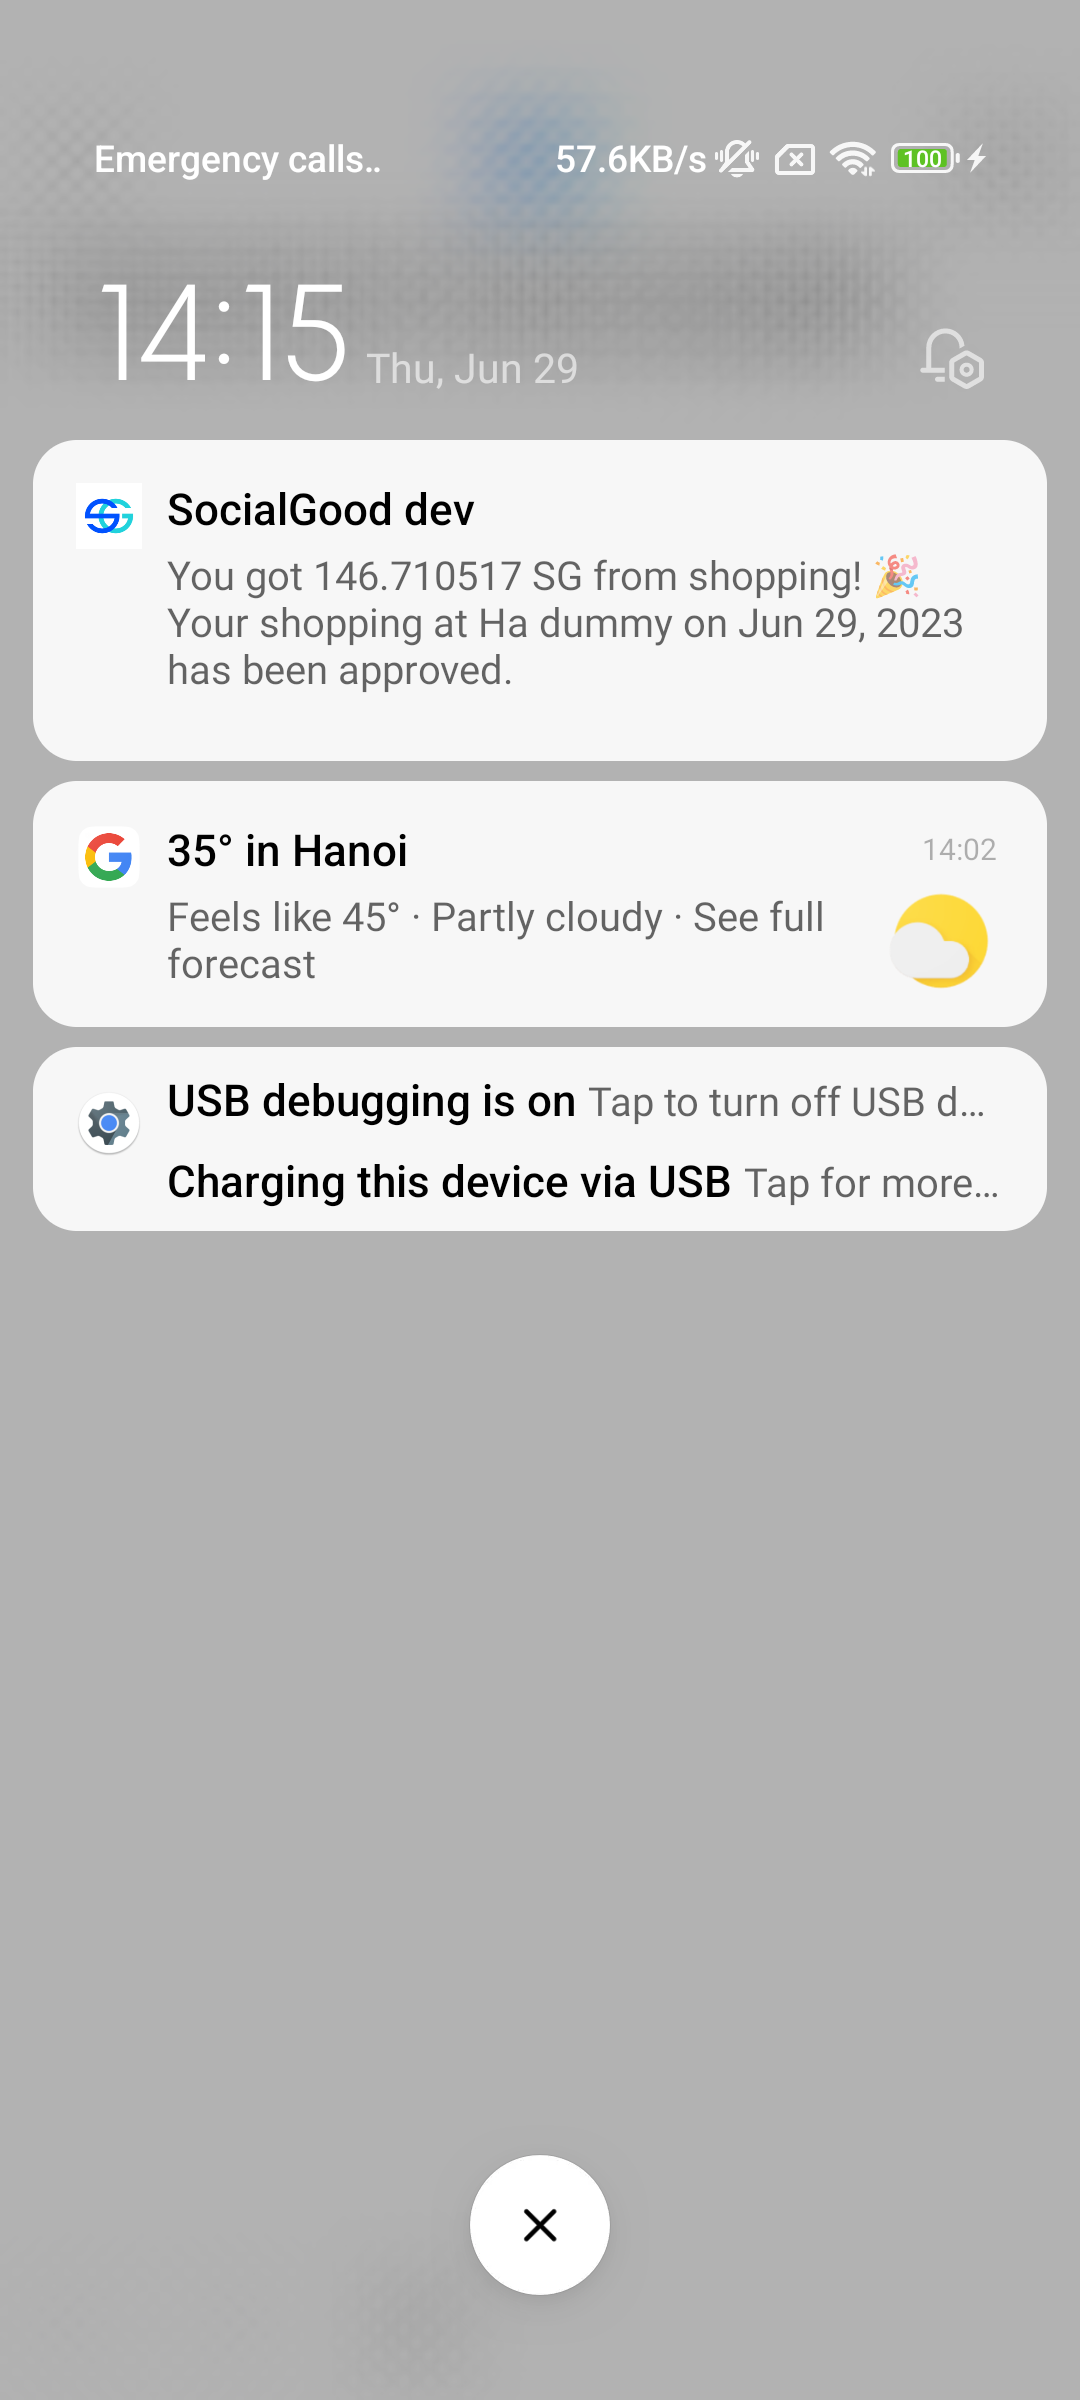 Emergency calls.. 57.6KB/s 100
14:15 Thu, Jun 29
SocialGood dev
You got 146.710517 SG from shopping! 🎉
Your shopping at Ha dummy on Jun 29, 2023
has been approved.
35° in Hanoi 14:02
Feels like 45° · Partly cloudy · See full
forecast
USB debugging is on Tap to turn off USB d…
Charging this device via USB Tap for more…